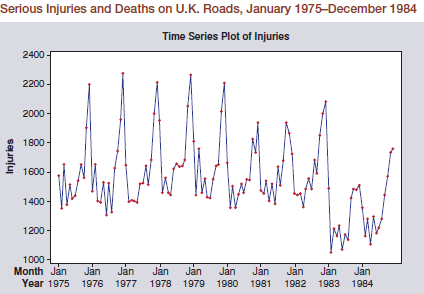 Serious Injuries and Deaths on U.K. Roads, January 1975–December 1984
Time Series Plot of Injuries
2400
2200
2000
1800
1600
1400
1200
1000
Injuries
Month Jan Jan Jan Jan Jan Jan Jan Jan Jan Jan
Year 1975 1976 1977 1978 1979 1980 1981 1982 1983 1984